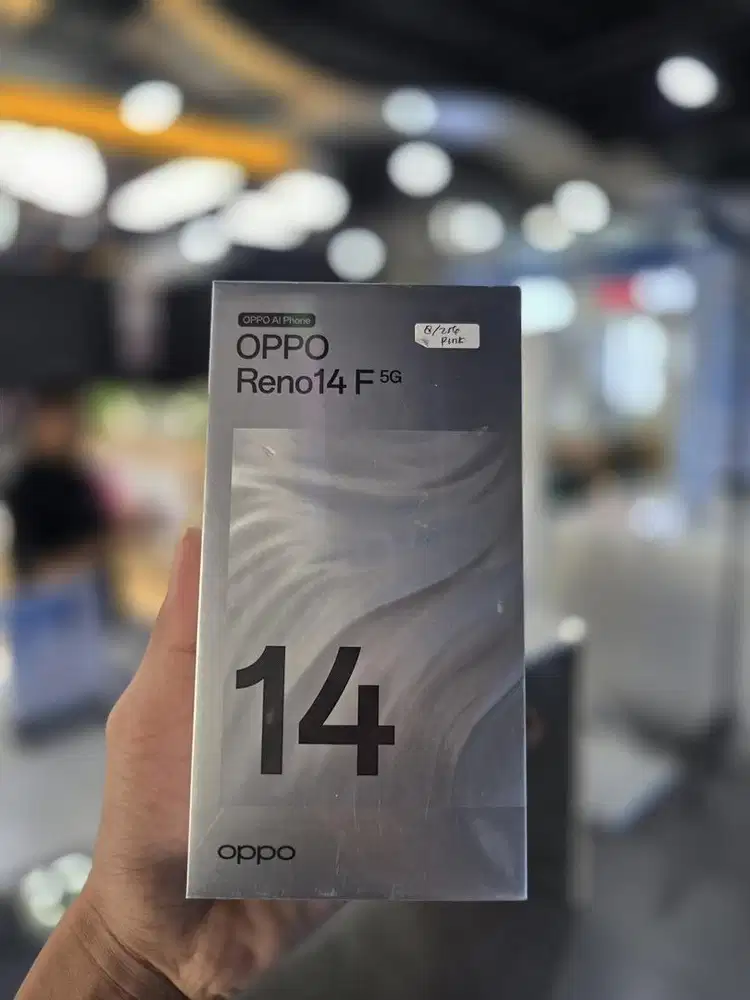 OPPO AI Phone
OPPO
Reno14 F 5G
8/256
Pink
14
oppo